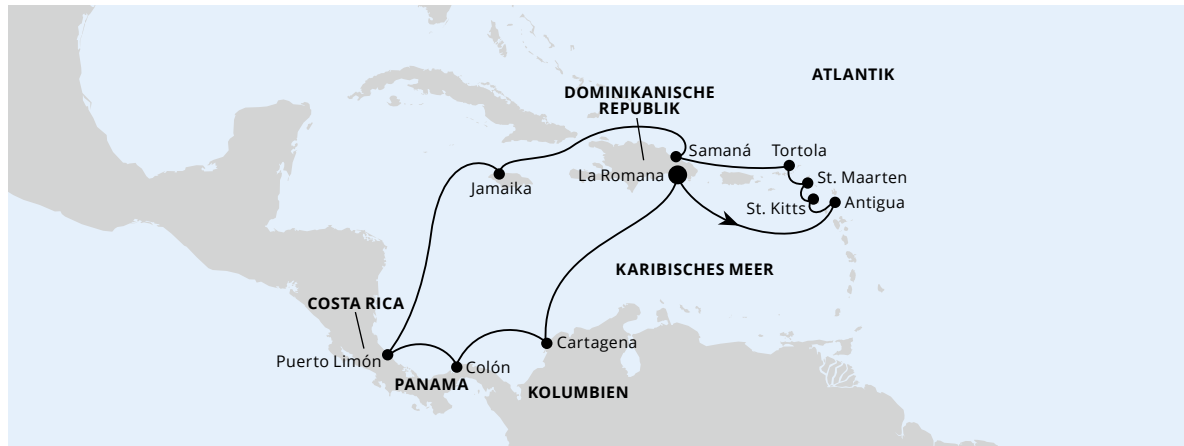 ATLANTIK
DOMINIKANISCHE
REPUBLIK
Samaná
Tortola
La Romana
St. Maarten
Jamaika
St. Kitts
Antigua
KARIBISCHES MEER
COSTA RICA
Cartagena
Puerto Limón
Colón
PANAMA
KOLUMBIEN